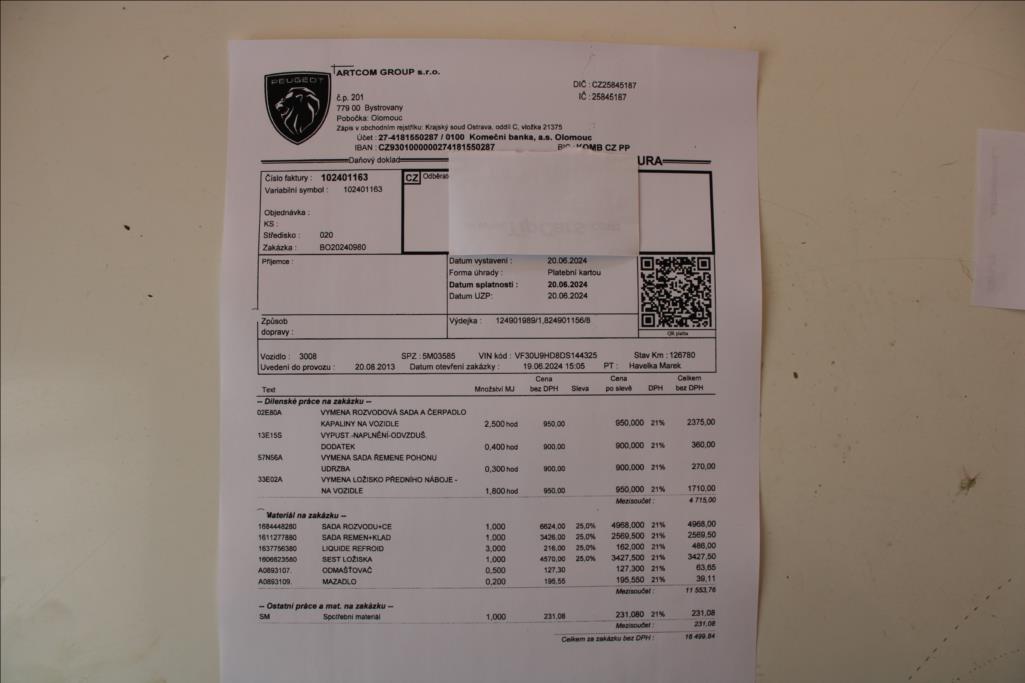 PEUGEOT
ARTCOM GROUP s.r.o.
č.p. 201
779 00 Bystrovany
Pobočka: Olomouc
Zápis v obchodním rejstříku: Krajský soud Ostrava, oddíl C, vložka 21375
Účet : 27-4181550287 / 0100 Komeční banka, a.s. Olomouc
IBAN : CZ9301000000274181550287 KOMB CZ PP
DIČ : CZ25845187
IČ : 25845187
Daňový doklad URA
Číslo faktury : 102401163
Variabilní symbol : 102401163
Objednávka :
KS :
Středisko : 020
Zakázka : BO20240980
CZ Odběrat
www.TipCars.com
Příjemce :
Datum vystavení : 20.06.2024
Forma úhrady : Platební kartou
Datum splatnosti : 20.06.2024
Datum UZP: 20.06.2024
QR platba
Způsob
dopravy :
Výdejka : 124901989/1,824901156/8
Vozidlo : 3008 SPZ : 5M03585 VIN kód : VF30U9HD8DS144325 Stav Km : 126780
Uvedení do provozu : 20.08.2013 Datum otevření zakázky : 19.06.2024 15:05 PT : Havelka Marek
Text Množství MJ Cena bez DPH Sleva Cena po slevě DPH Celkem bez DPH
-- Dílenské práce na zakázku --
02E80A VYMENA ROZVODOVÁ SADA A ČERPADLO
KAPALINY NA VOZIDLE 2,500 hod 950,00 950,000 21% 2375,00
13E15S VYPUST.-NAPLNĚNÍ-ODVZDUŠ.
DODATEK 0,400 hod 900,00 900,000 21% 360,00
57N56A VYMENA SADA ŘEMENE POHONU
UDRZBA 0,300 hod 900,00 900,000 21% 270,00
33E02A VYMENA LOŽISKO PŘEDNÍHO NÁBOJE -
NA VOZIDLE 1,800 hod 950,00 950,000 21% 1710,00
Mezisoučet : 4 715,00
Materiál na zakázku --
1684448280 SADA ROZVODU+CE 1,000 6624,00 25,0% 4968,000 21% 4968,00
1611277880 SADA REMEN+KLAD 1,000 3426,00 25,0% 2569,500 21% 2569,50
1637756380 LIQUIDE REFROID 3,000 216,00 25,0% 162,000 21% 486,00
1606623580 SEST LOŽISKA 1,000 4570,00 25,0% 3427,500 21% 3427,50
A0893107. ODMAŠŤOVAČ 0,500 127,30 127,300 21% 63,65
A0893109. MAZADLO 0,200 195,55 195,550 21% 39,11
Mezisoučet : 11 553,76
-- Ostatní práce a mat. na zakázku --
SM Spotřební materiál 1,000 231,08 231,080 21% 231,08
Mezisoučet : 231,08
Celkem za zakázku bez DPH : 16 499,84